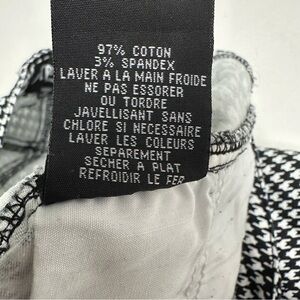 97% COTON
3% SPANDEX
LAVER A LA MAIN FROIDE
NE PAS ESSORER
OU TORDRE
JAVELLISANT SANS
CHLORE SI NECESSAIRE
LAVER LES COULEURS
SEPAREMENT
SECHER A PLAT
REFROIDIR LE FER